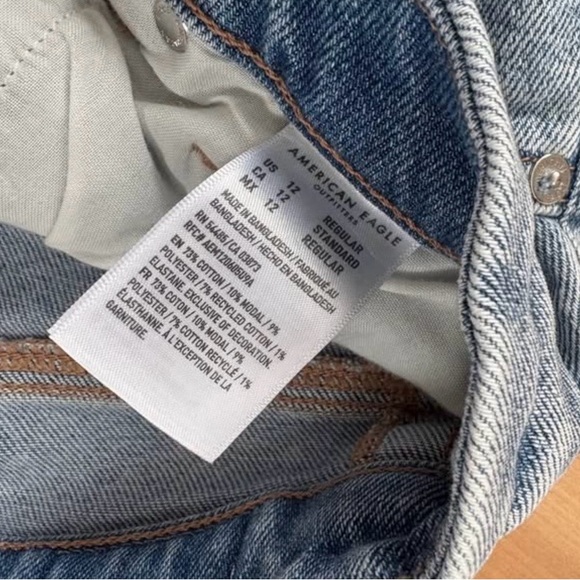 AMERICAN EAGLE
OUTFITTERS
US 12 REGULAR
CA 12 STANDARD
MX 12 REGULAR
MADE IN BANGLADESH / FABRIQUÉ AU
BANGLADESH / HECHO EN BANGLADESH
RN 54485 / CA 03073
RFC# AEM120605U9A
EN 73% COTTON / 10% MODAL / 9%
POLYESTER / 7% RECYCLED COTTON / 1%
ELASTANE. EXCLUSIVE OF DECORATION.
FR 73% COTON / 10% MODAL / 9%
POLYESTER / 7% COTON RECYCLÉ / 1%
ÉLASTHANNE. À L'EXCEPTION DE LA
GARNITURE.